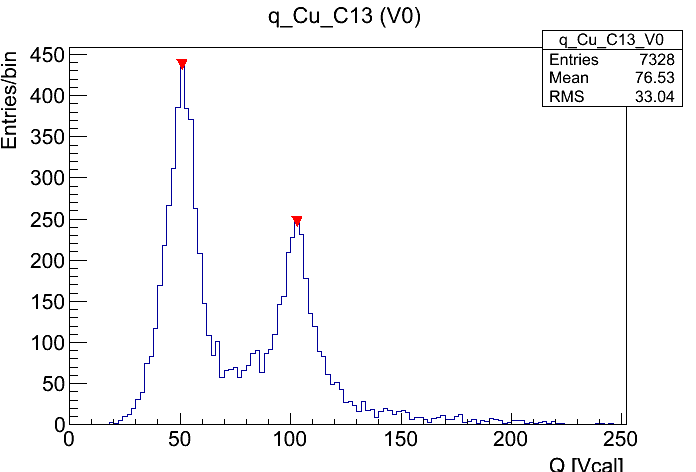 q_Cu_C13 (V0)
q_Cu_C13_V0
Entries 7328
Mean 76.53
RMS 33.04
Entries/bin
450
400
350
300
250
200
150
100
50
0
0 50 100 150 200 250
Q [Vcal]